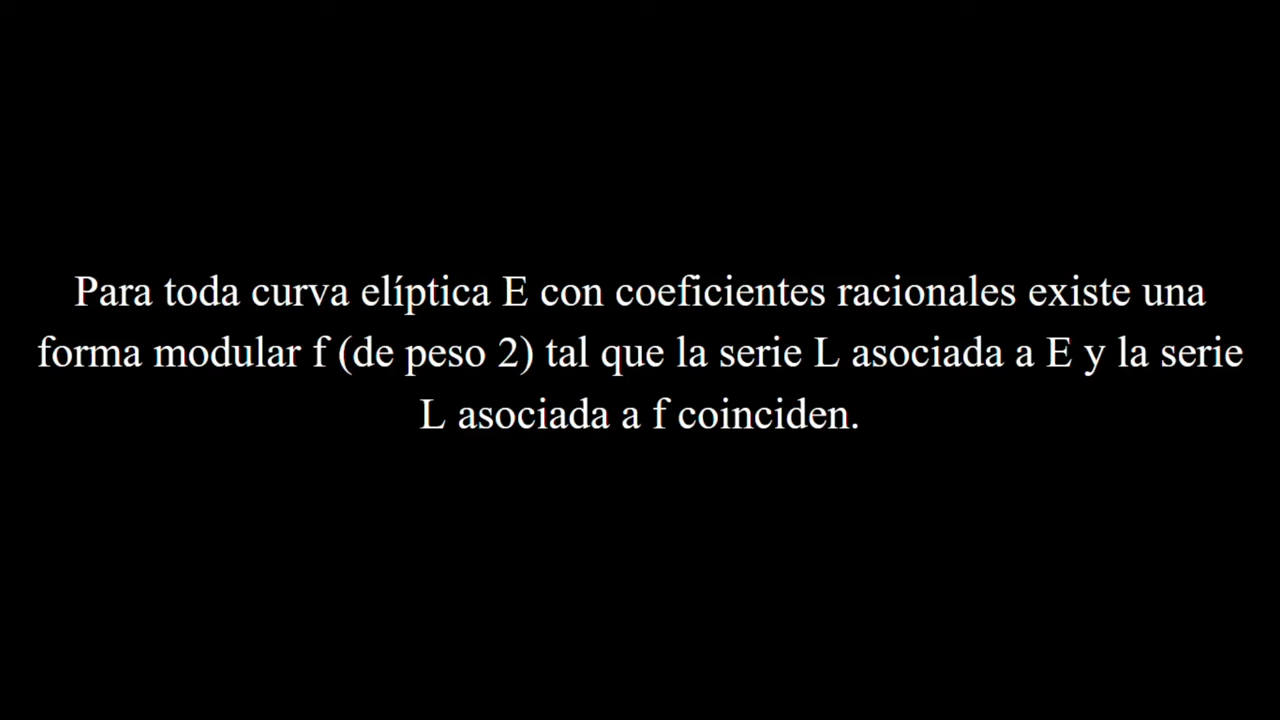 Para toda curva elíptica E con coeficientes racionales existe una
forma modular f (de peso 2) tal que la serie L asociada a E y la serie
L asociada a f coinciden.